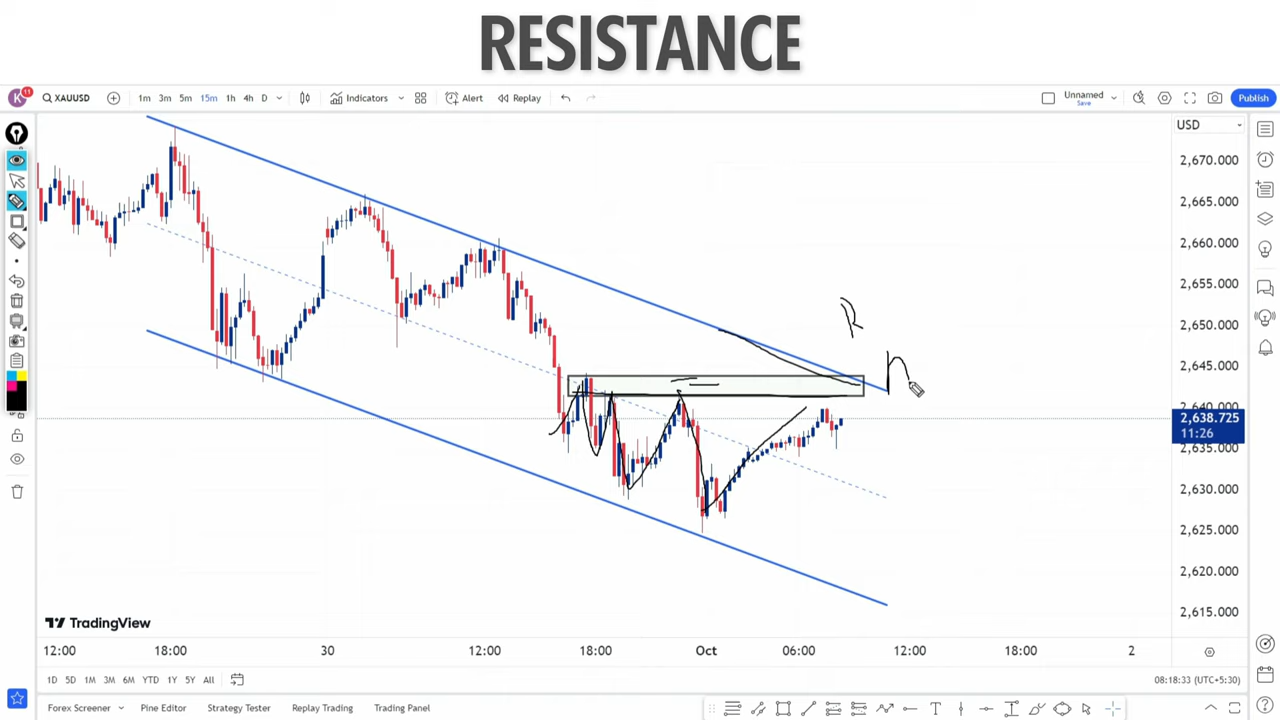 RESISTANCE
K 11 XAUUSD 1m 3m 5m 15m 1h 4h D Indicators Alert Replay Unnamed Save Publish
USD
2,670.000
2,665.000
2,660.000
2,655.000
2,650.000
R
2,645.000
h
2,640.000
2,638.725
11:26
2,635.000
2,630.000
2,625.000
2,620.000
2,615.000
TradingView
12:00 18:00 30 12:00 18:00 Oct 06:00 12:00 18:00 2
1D 5D 1M 3M 6M YTD 1Y 5Y All 08:18:33 (UTC+5:30)
Forex Screener Pine Editor Strategy Tester Replay Trading Trading Panel